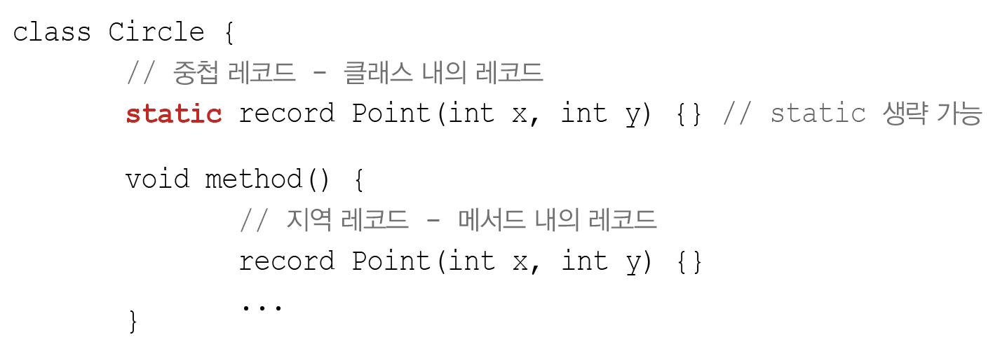 class Circle {
// 중첩 레코드 - 클래스 내의 레코드
static record Point(int x, int y) {} // static 생략 가능
void method() {
// 지역 레코드 - 메서드 내의 레코드
record Point(int x, int y) {}
...
}